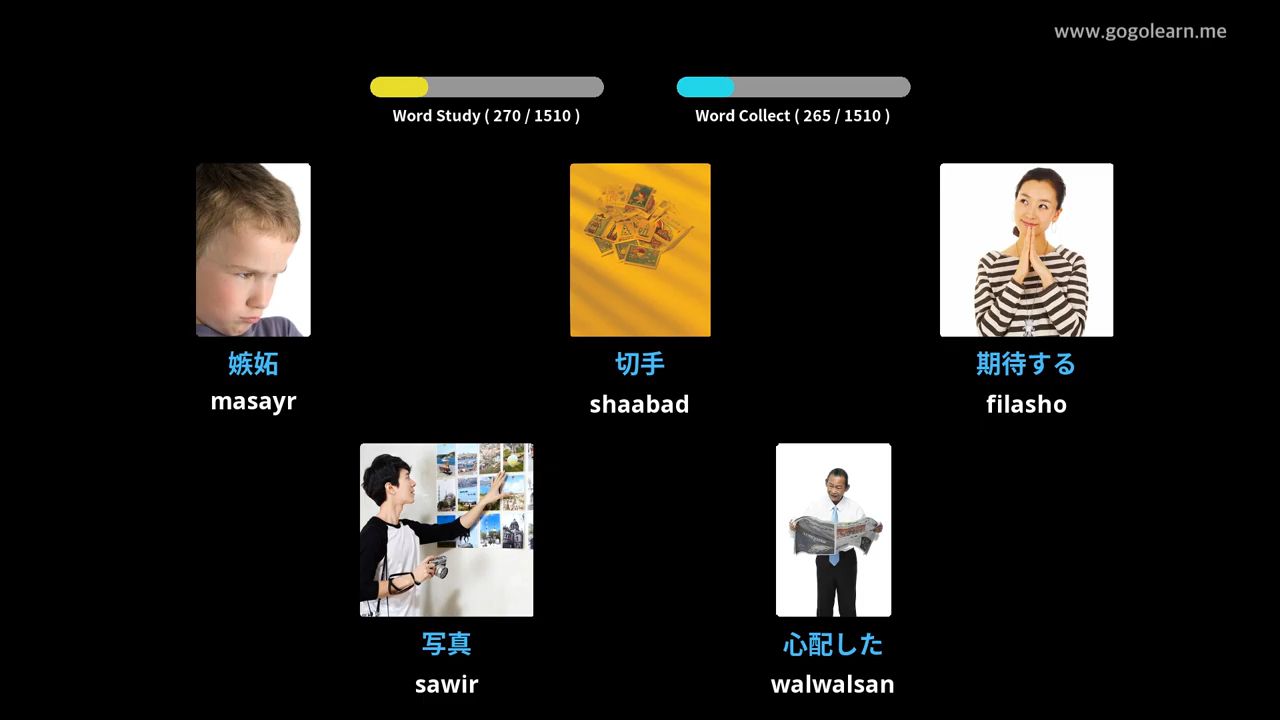 www.gogolearn.me
Word Study ( 270 / 1510 )
Word Collect ( 265 / 1510 )
嫉妬
masayr
切手
shaabad
期待する
filasho
写真
sawir
心配した
walwalsan